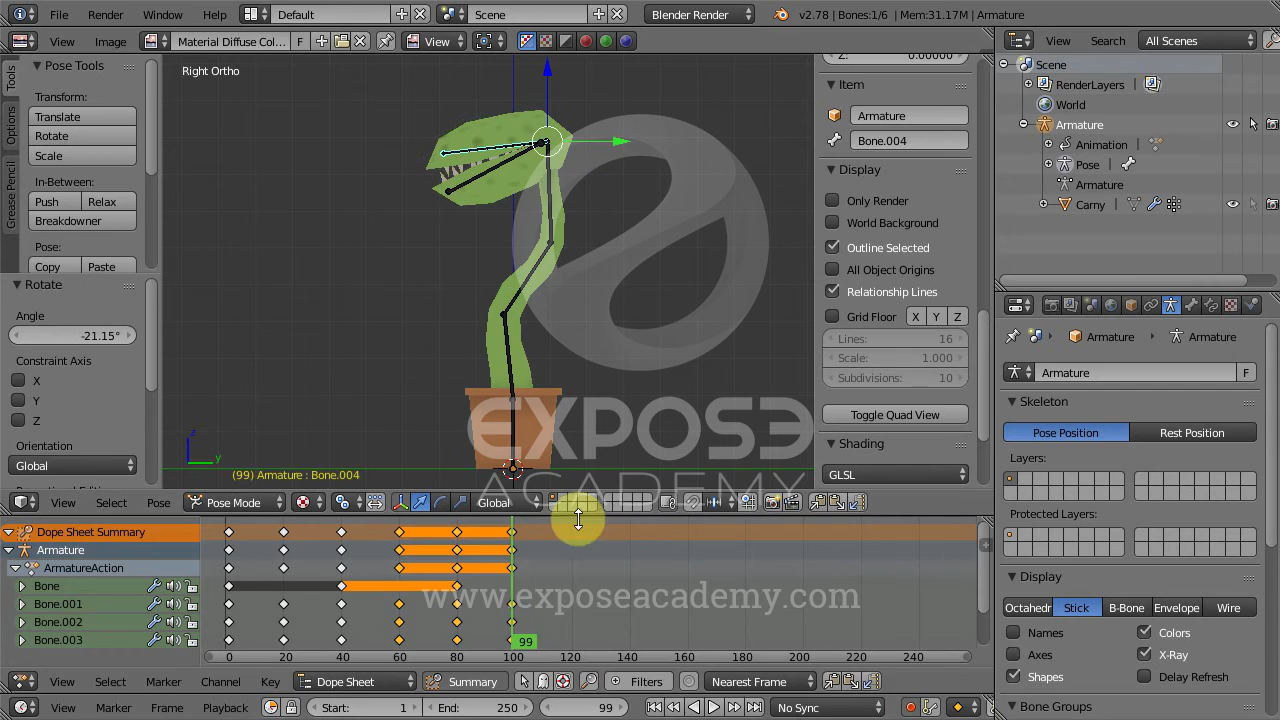 File Render Window Help Default Scene Blender Render v2.78 | Bones:1/6 | Mem:31.17M | Armature
View Image Material Diffuse Col... F View View Search All Scenes
Tools
Options
Grease Pencil
Pose Tools
Transform:
Translate
Rotate
Scale
In-Between:
Push Relax
Breakdowner
Pose:
Copy Paste
Rotate
Angle
-21.15°
Constraint Axis
X
Y
Z
Orientation
Global
Right Ortho
z
y
(99) Armature : Bone.004
EXPOSE
ACADEMY
www.exposeacademy.com
Z: 0.00000
Item
Armature
Bone.004
Display
Only Render
World Background
Outline Selected
All Object Origins
Relationship Lines
Grid Floor X Y Z
Lines: 16
Scale: 1.000
Subdivisions: 10
Toggle Quad View
Shading
GLSL
Scene
RenderLayers
World
Armature
Animation
Pose
Armature
Carny
Armature Armature
Armature F
Skeleton
Pose Position Rest Position
Layers:
Protected Layers:
Display
Octahedr Stick B-Bone Envelope Wire
Names Colors
Axes X-Ray
Shapes Delay Refresh
Bone Groups
View Select Pose Pose Mode Global
Dope Sheet Summary
Armature
ArmatureAction
Bone
Bone.001
Bone.002
Bone.003
99
0 20 40 60 80 100 120 140 160 180 200 220 240
View Select Marker Channel Key Dope Sheet Summary Filters Nearest Frame
View Marker Frame Playback Start: 1 End: 250 99 No Sync